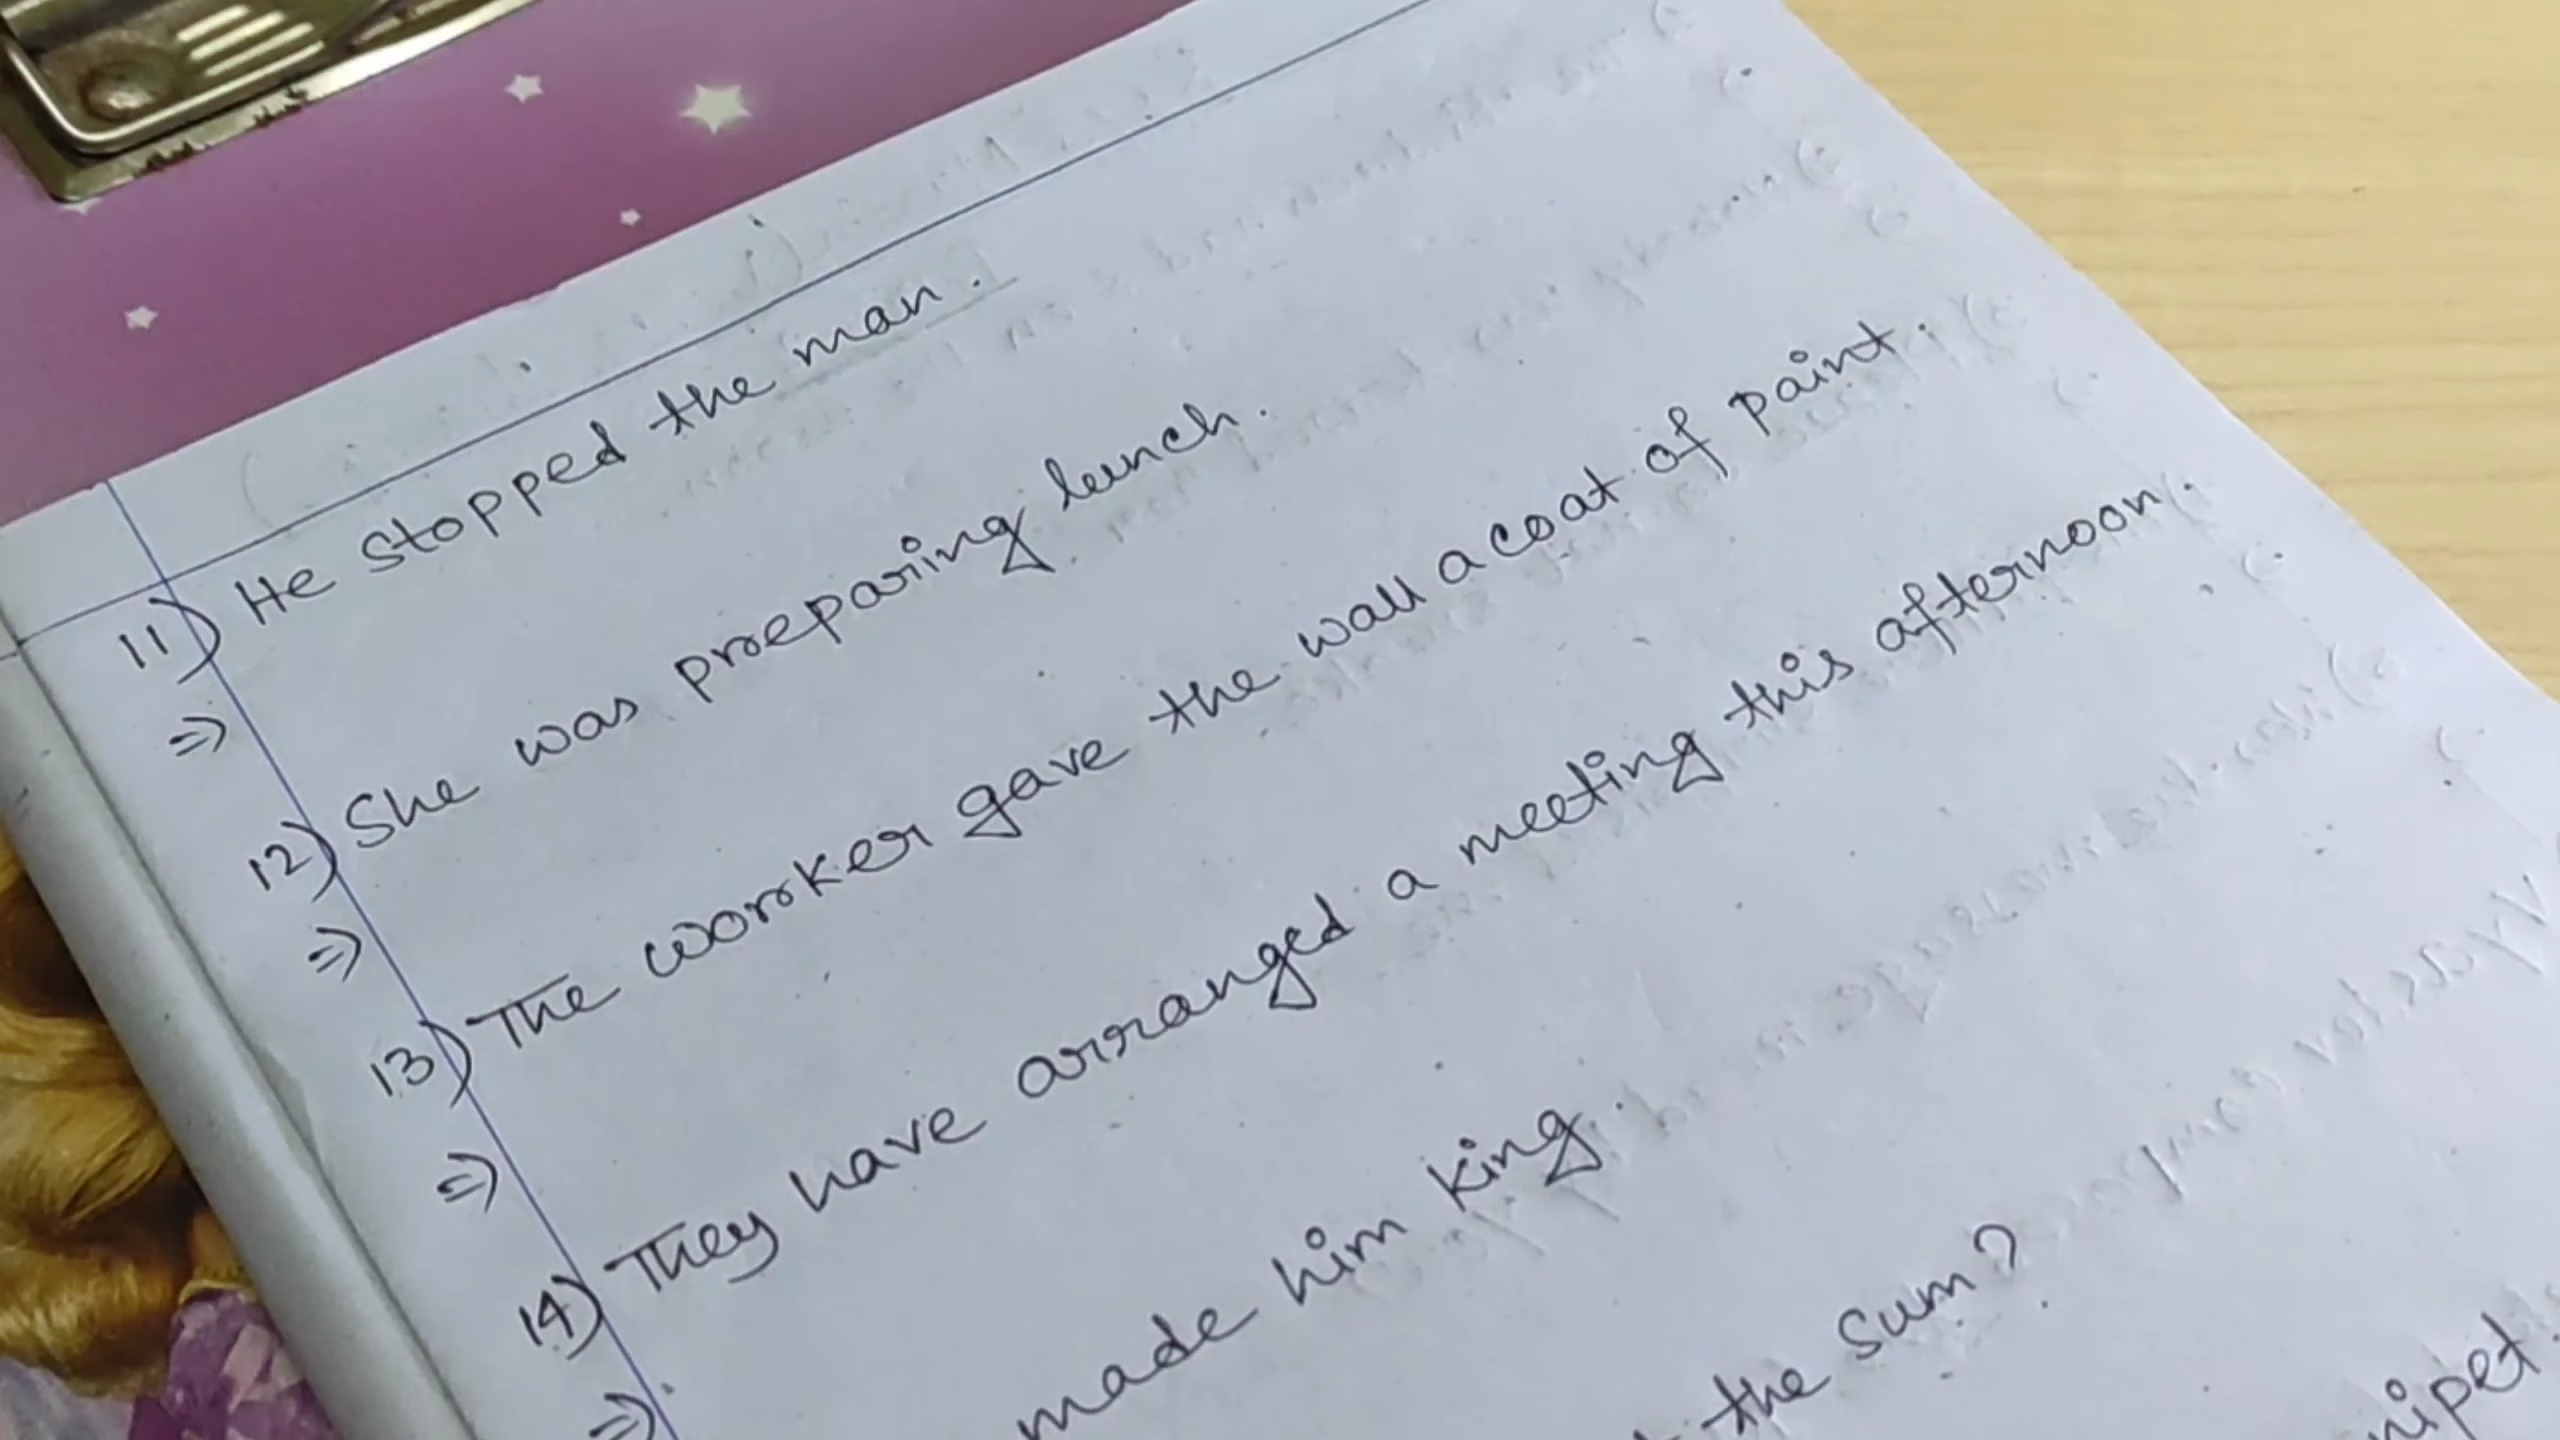 11) He stopped the man.
=>
12) She was preparing lunch.
=>
13) The worker gave the wall a coat of paint.
=>
14) They have arranged a meeting this afternoon.
=>
made him king.
the sum?